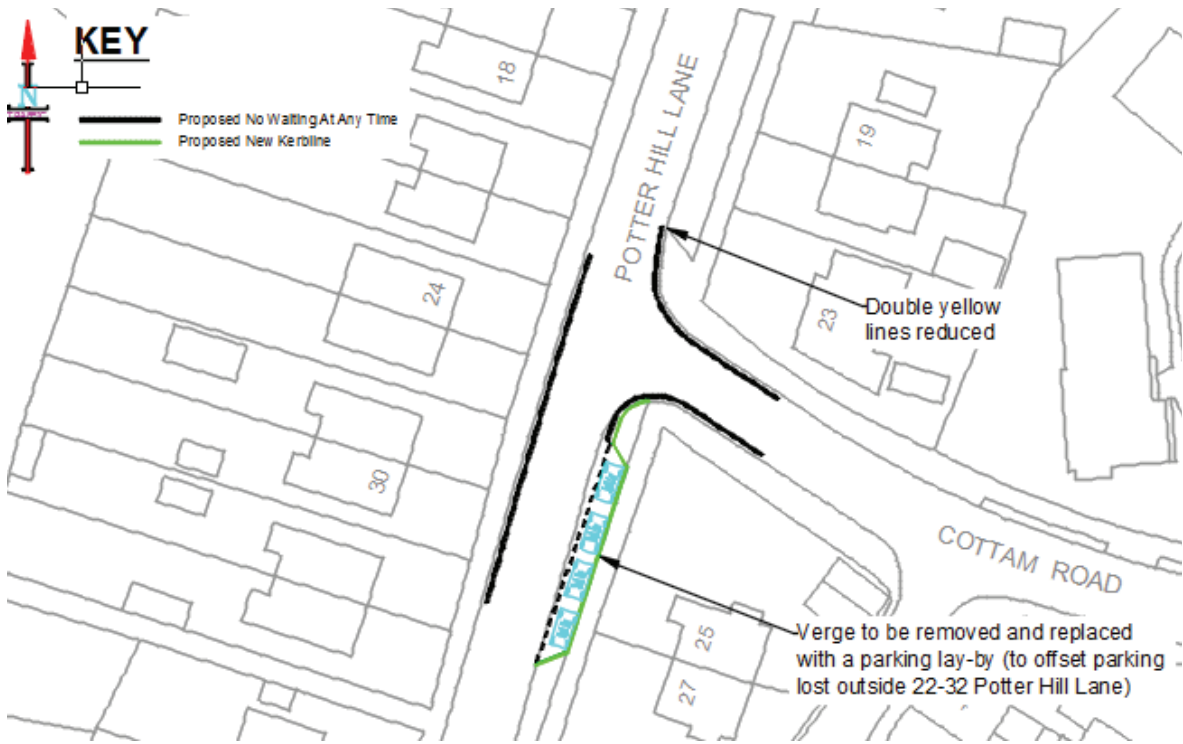 KEY
N
Proposed No Waiting At Any Time
Proposed New Kerbline
18
POTTER HILL LANE
19
24
23
Double yellow
lines reduced
30
COTTAM ROAD
25
27
Verge to be removed and replaced
with a parking lay-by (to offset parking
lost outside 22-32 Potter Hill Lane)